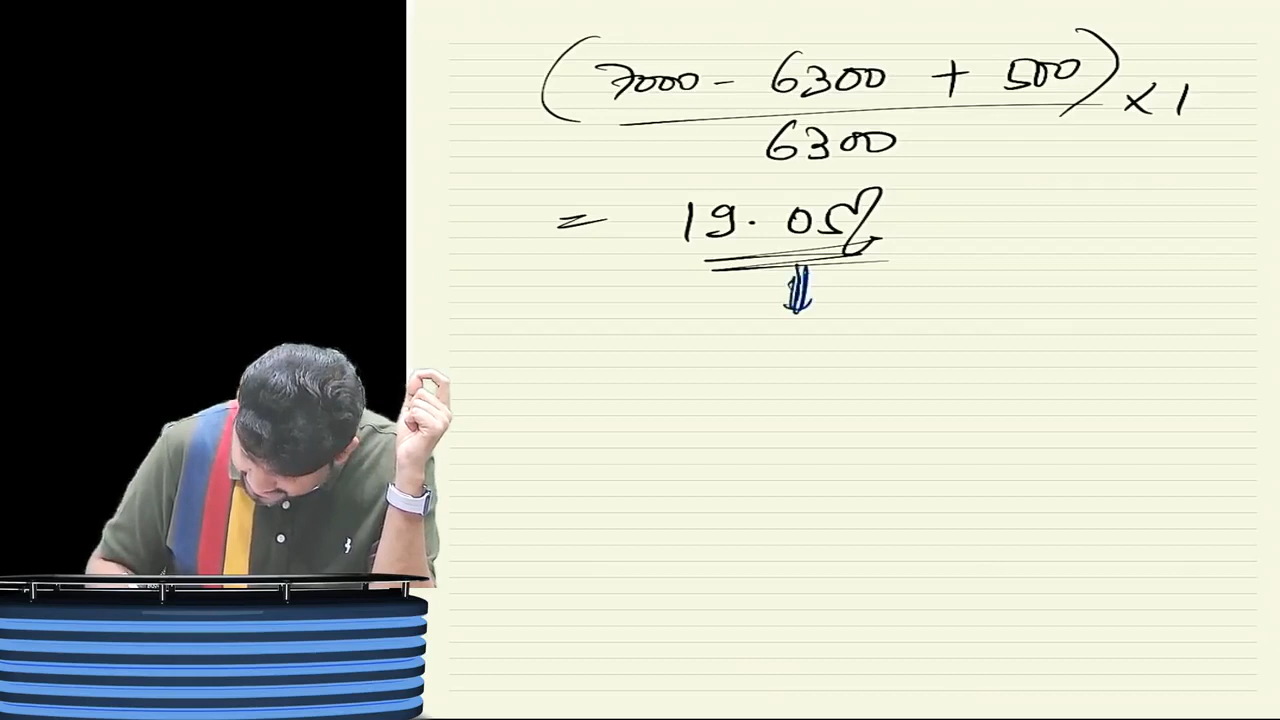 (7000 - 6300 + 500) × 1
6300
= 19.05%